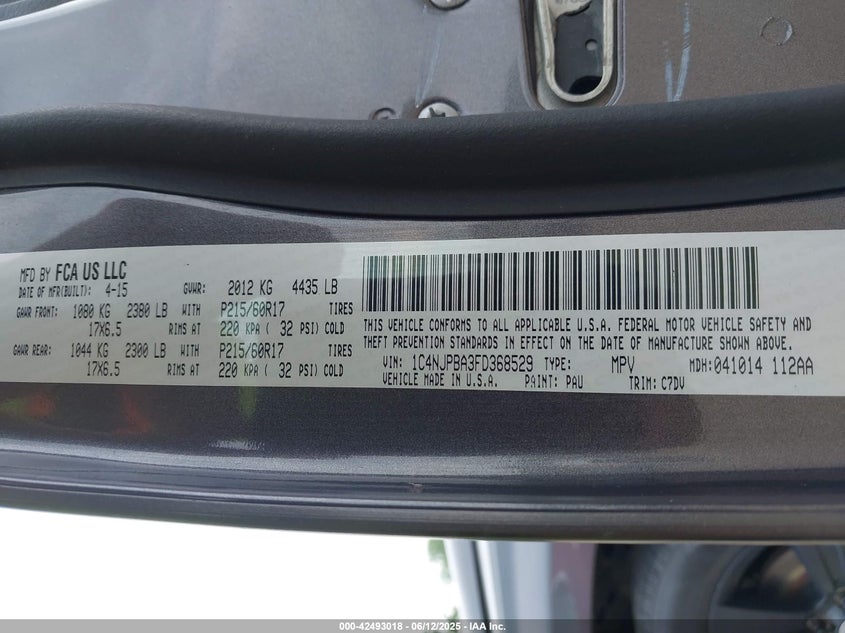 MFD BY FCA US LLC
DATE OF MFR(BUILT): 4-15 GVWR: 2012 KG 4435 LB
GAWR FRONT: 1080 KG 2380 LB WITH P215/60R17 TIRES
17X6.5 RIMS AT 220 KPA ( 32 PSI) COLD
GAWR REAR: 1044 KG 2300 LB WITH P215/60R17 TIRES
17X6.5 RIMS AT 220 KPA ( 32 PSI) COLD
THIS VEHICLE CONFORMS TO ALL APPLICABLE U.S.A. FEDERAL MOTOR VEHICLE SAFETY AND
THEFT PREVENTION STANDARDS IN EFFECT ON THE DATE OF MANUFACTURE SHOWN ABOVE.
VIN: 1C4NJPBA3FD368529 TYPE: MPV MDH: 041014 112AA
VEHICLE MADE IN U.S.A. PAINT: PAU TRIM: C7DV
000-42493018 - 06/12/2025 - IAA Inc.